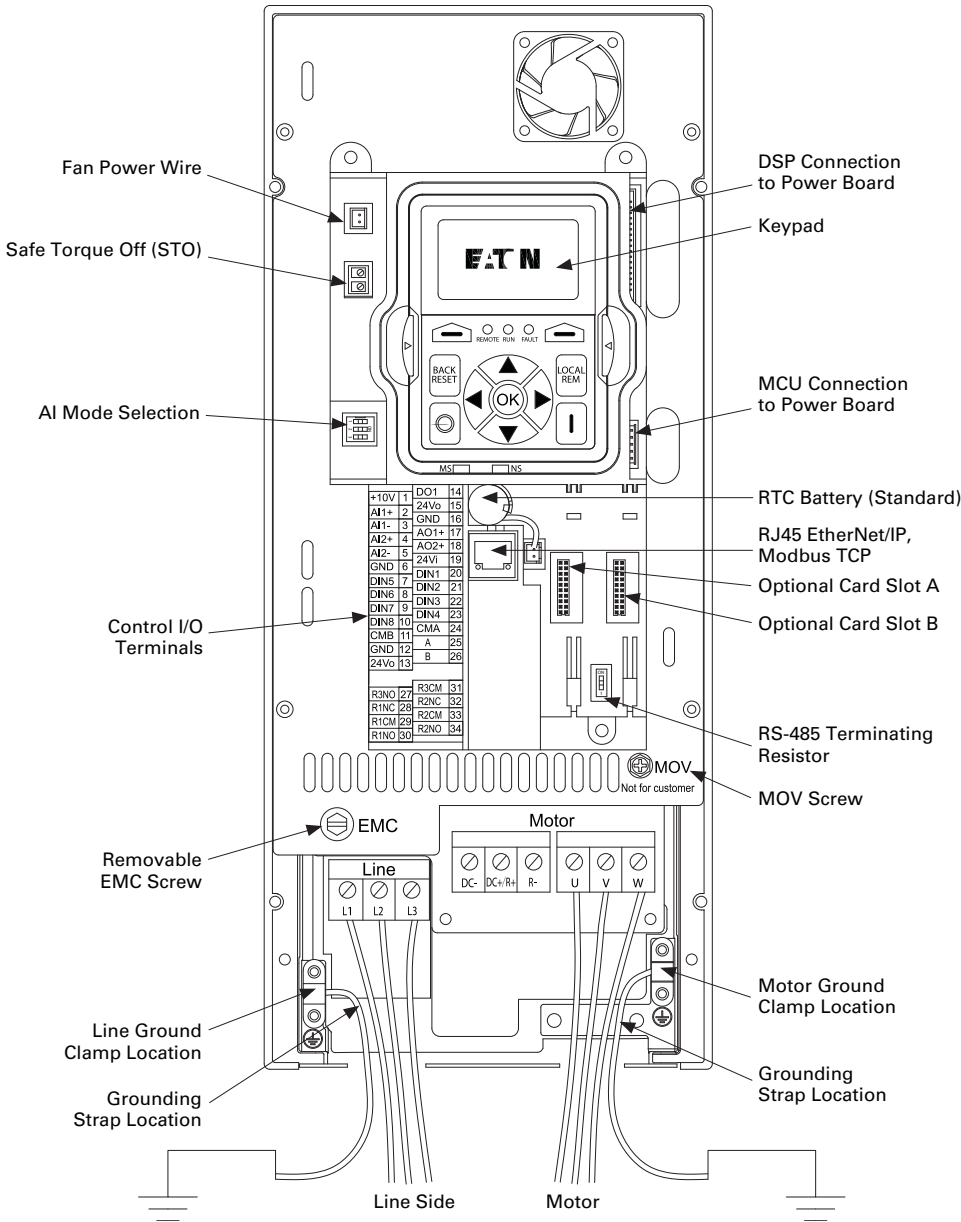 Fan Power Wire
Safe Torque Off (STO)
AI Mode Selection
Control I/O
Terminals
Removable
EMC Screw
Line Ground
Clamp Location
Grounding
Strap Location
EATN
REMOTE RUN FAULT
BACK
RESET
LOCAL
REM
OK
MS NS
+10V 1
AI1+ 2
AI1- 3
AI2+ 4
AI2- 5
GND 6
DIN5 7
DIN6 8
DIN7 9
DIN8 10
CMB 11
GND 12
24Vo 13
DO1 14
24Vo 15
GND 16
AO1+ 17
AO2+ 18
24Vi 19
DIN1 20
DIN2 21
DIN3 22
DIN4 23
CMA 24
A 25
B 26
R3NO 27
R1NC 28
R1CM 29
R1NO 30
R3CM 31
R2NC 32
R2CM 33
R2NO 34
MOV
Not for customer
EMC
Motor
DC- DC+/R+ R- U V W
Line
L1 L2 L3
DSP Connection
to Power Board
Keypad
MCU Connection
to Power Board
RTC Battery (Standard)
RJ45 EtherNet/IP,
Modbus TCP
Optional Card Slot A
Optional Card Slot B
RS-485 Terminating
Resistor
MOV Screw
Motor Ground
Clamp Location
Grounding
Strap Location
Line Side
Motor